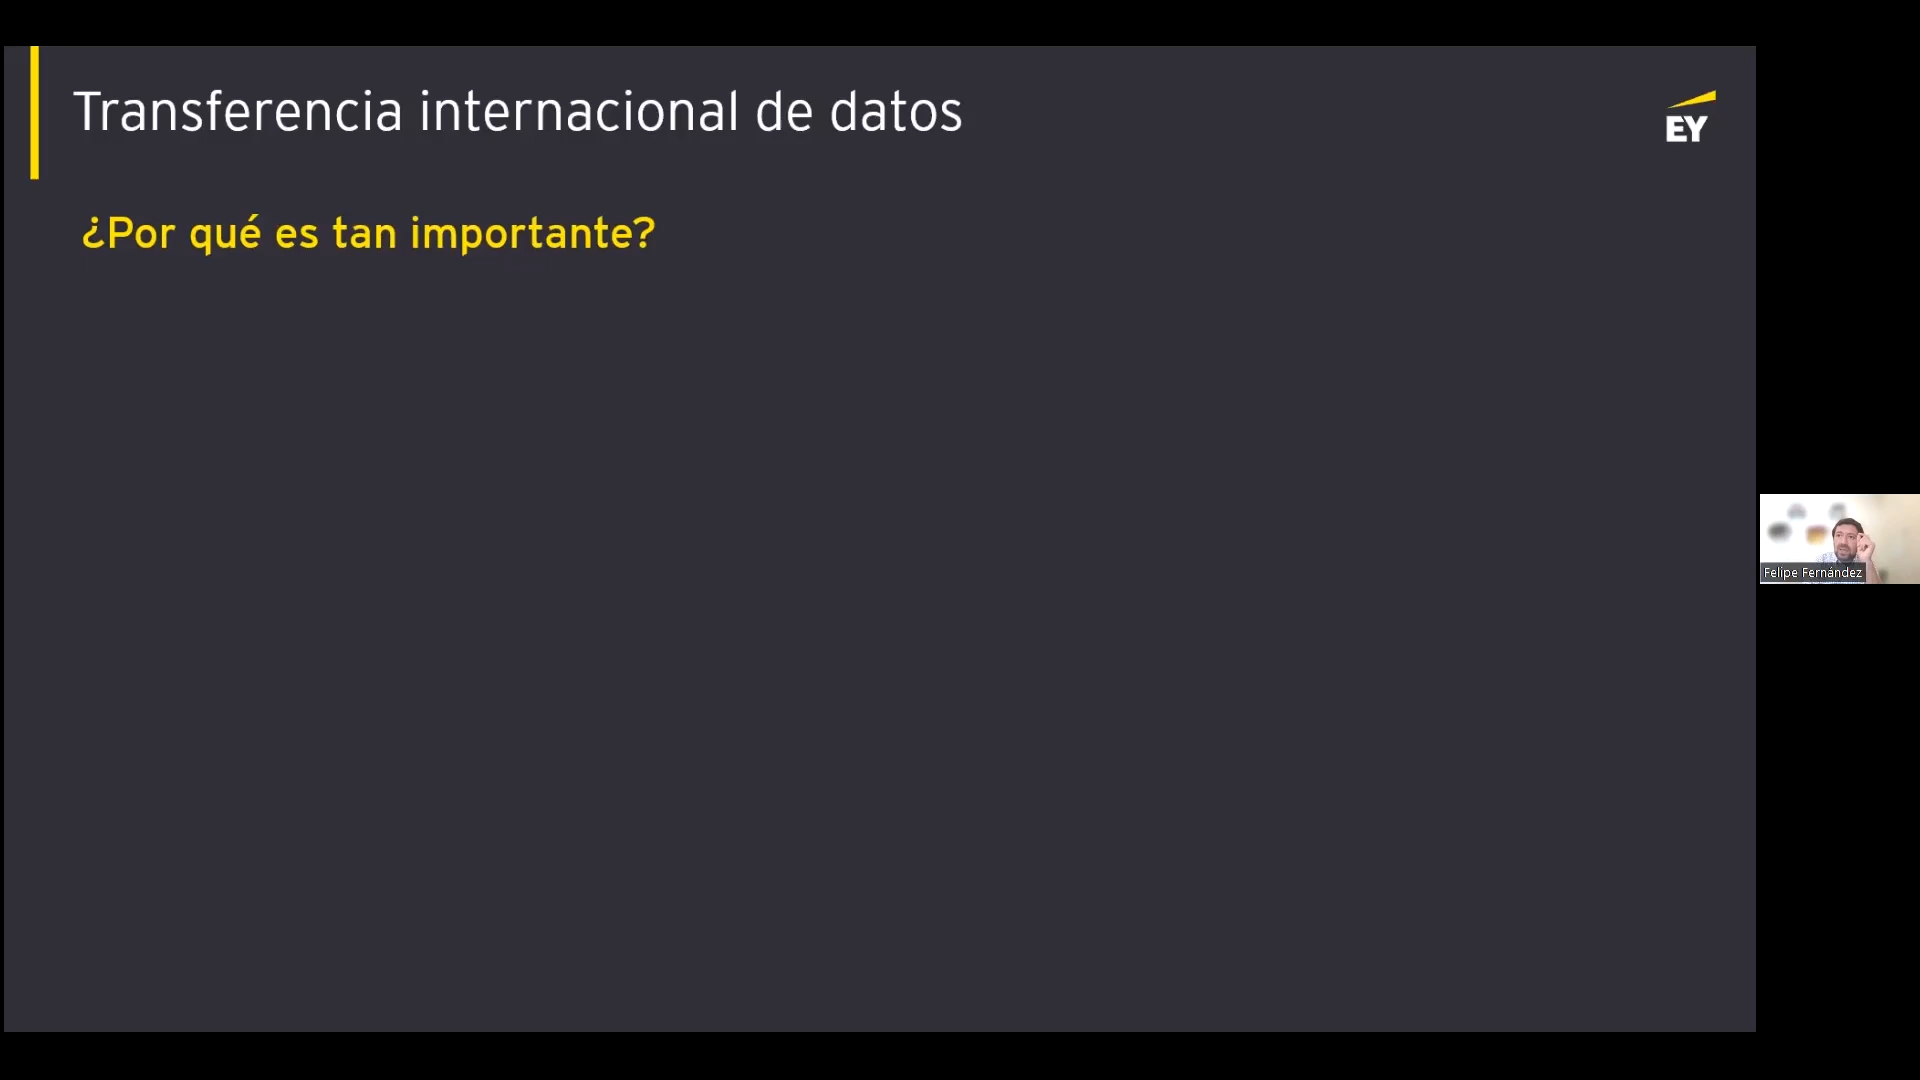 Transferencia internacional de datos
EY
¿Por qué es tan importante?
Felipe Fernández